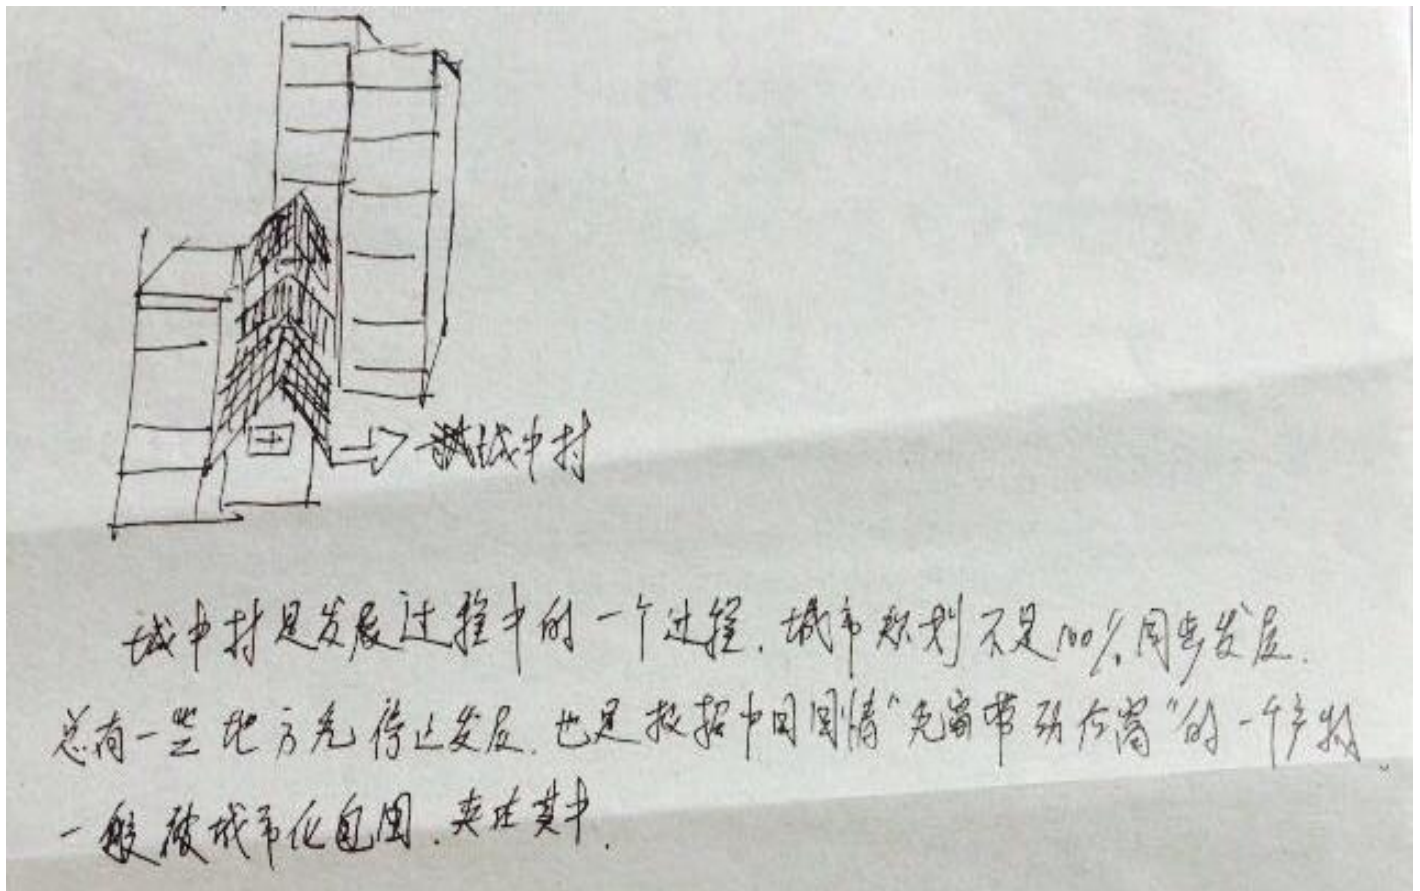 城中村
城中村是发展过程中的一个过程.城市规划不是100%同步发展.
总有一些地方先停止发展.也是根据中国国情“先富带动后富”的一个产物.
一般被城市化包围.夹在其中.